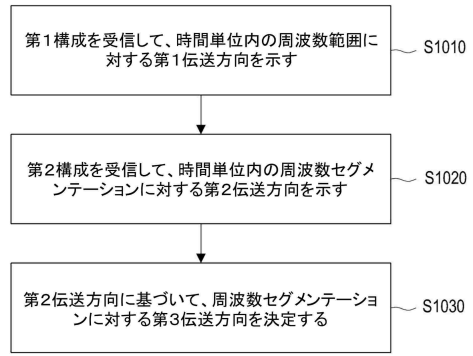 第1構成を受信して、時間単位内の周波数範囲に
対する第1伝送方向を示す
S1010
第2構成を受信して、時間単位内の周波数セグメ
ンテーションに対する第2伝送方向を示す
S1020
第2伝送方向に基づいて、周波数セグメンテーショ
ンに対する第3伝送方向を決定する
S1030